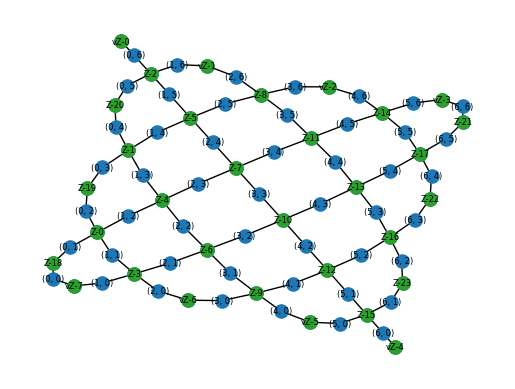 vZ-0
(0, 6)
(1, 6)
vZ-1
Z-2
(2, 6)
(0, 5)
(1, 5)
Z-8
(3, 6)
vZ-2
(4, 6)
Z-20
(2, 5)
(5, 6)
vZ-3
(6, 6)
Z-5
(3, 5)
Z-14
Z-21
(0, 4)
(1, 4)
(4, 5)
(5, 5)
(6, 5)
Z-1
(2, 4)
Z-11
(3, 4)
Z-17
(0, 3)
(1, 3)
Z-7
(4, 4)
(5, 4)
(6, 4)
Z-19
(2, 3)
Z-13
(3, 3)
Z-4
Z-22
(0, 2)
(1, 2)
(4, 3)
(5, 3)
(6, 3)
Z-0
(2, 2)
Z-10
(3, 2)
Z-16
(0, 1)
(1, 1)
Z-6
(4, 2)
(5, 2)
(6, 2)
Z-18
(2, 1)
Z-12
Z-3
(3, 1)
(0, 0)
vZ-7
(1, 0)
(4, 1)
Z-23
(2, 0)
Z-9
(5, 1)
vZ-6
(3, 0)
(6, 1)
(4, 0)
Z-15
vZ-5
(5, 0)
(6, 0)
vZ-4